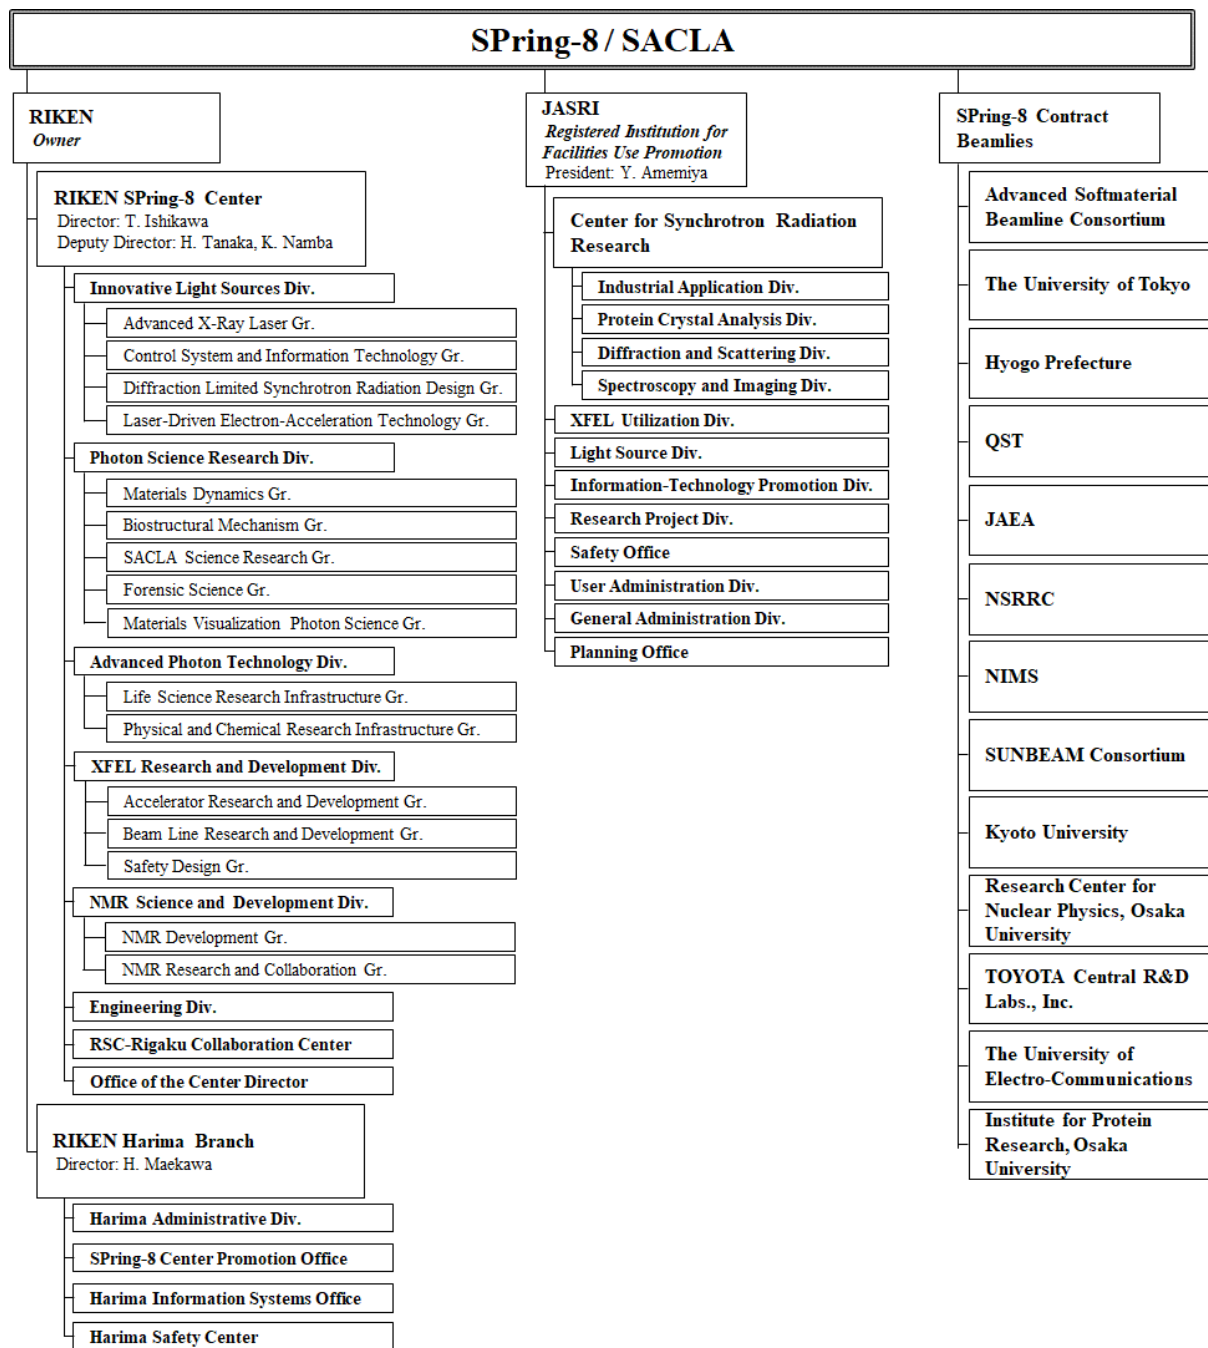 SPring-8 / SACLA
RIKEN
Owner
RIKEN SPring-8 Center
Director: T. Ishikawa
Deputy Director: H. Tanaka, K. Namba
Innovative Light Sources Div.
Advanced X-Ray Laser Gr.
Control System and Information Technology Gr.
Diffraction Limited Synchrotron Radiation Design Gr.
Laser-Driven Electron-Acceleration Technology Gr.
Photon Science Research Div.
Materials Dynamics Gr.
Biostructural Mechanism Gr.
SACLA Science Research Gr.
Forensic Science Gr.
Materials Visualization Photon Science Gr.
Advanced Photon Technology Div.
Life Science Research Infrastructure Gr.
Physical and Chemical Research Infrastructure Gr.
XFEL Research and Development Div.
Accelerator Research and Development Gr.
Beam Line Research and Development Gr.
Safety Design Gr.
NMR Science and Development Div.
NMR Development Gr.
NMR Research and Collaboration Gr.
Engineering Div.
RSC-Rigaku Collaboration Center
Office of the Center Director
RIKEN Harima Branch
Director: H. Maekawa
Harima Administrative Div.
SPring-8 Center Promotion Office
Harima Information Systems Office
Harima Safety Center
JASRI
Registered Institution for
Facilities Use Promotion
President: Y. Amemiya
Center for Synchrotron Radiation
Research
Industrial Application Div.
Protein Crystal Analysis Div.
Diffraction and Scattering Div.
Spectroscopy and Imaging Div.
XFEL Utilization Div.
Light Source Div.
Information-Technology Promotion Div.
Research Project Div.
Safety Office
User Administration Div.
General Administration Div.
Planning Office
SPring-8 Contract
Beamlies
Advanced Softmaterial
Beamline Consortium
The University of Tokyo
Hyogo Prefecture
QST
JAEA
NSRRC
NIMS
SUNBEAM Consortium
Kyoto University
Research Center for
Nuclear Physics, Osaka
University
TOYOTA Central R&D
Labs., Inc.
The University of
Electro-Communications
Institute for Protein
Research, Osaka
University